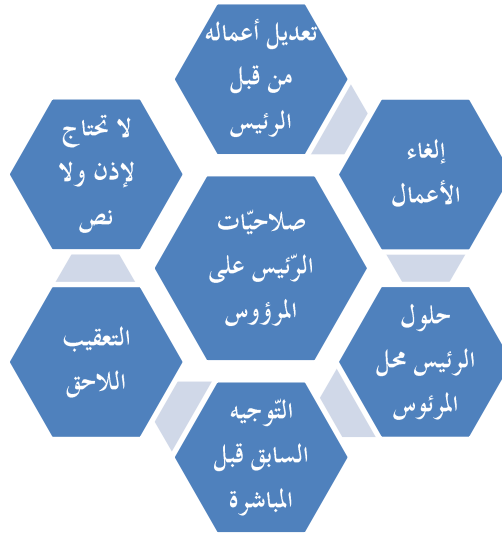 تعديل أعماله
من قبل
الرئيس
إلغاء
الأعمال
حلول
الرئيس محل
المرئوس
التّوجيه
السابق قبل
المباشرة
التعقيب
اللاحق
لا تحتاج
لإذن ولا
نص
صلاحيّات
الرّئيس على
المرؤوس